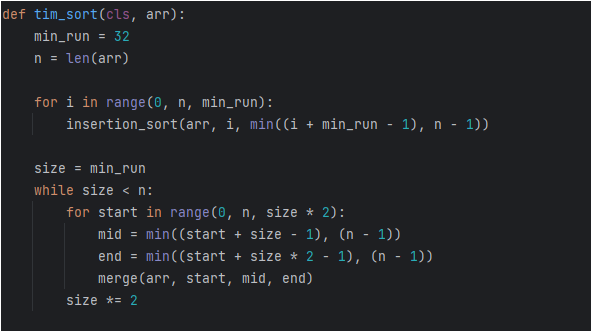 def tim_sort(cls, arr):
    min_run = 32
    n = len(arr)

    for i in range(0, n, min_run):
        insertion_sort(arr, i, min((i + min_run - 1), n - 1))

    size = min_run
    while size < n:
        for start in range(0, n, size * 2):
            mid = min((start + size - 1), (n - 1))
            end = min((start + size * 2 - 1), (n - 1))
            merge(arr, start, mid, end)
        size *= 2